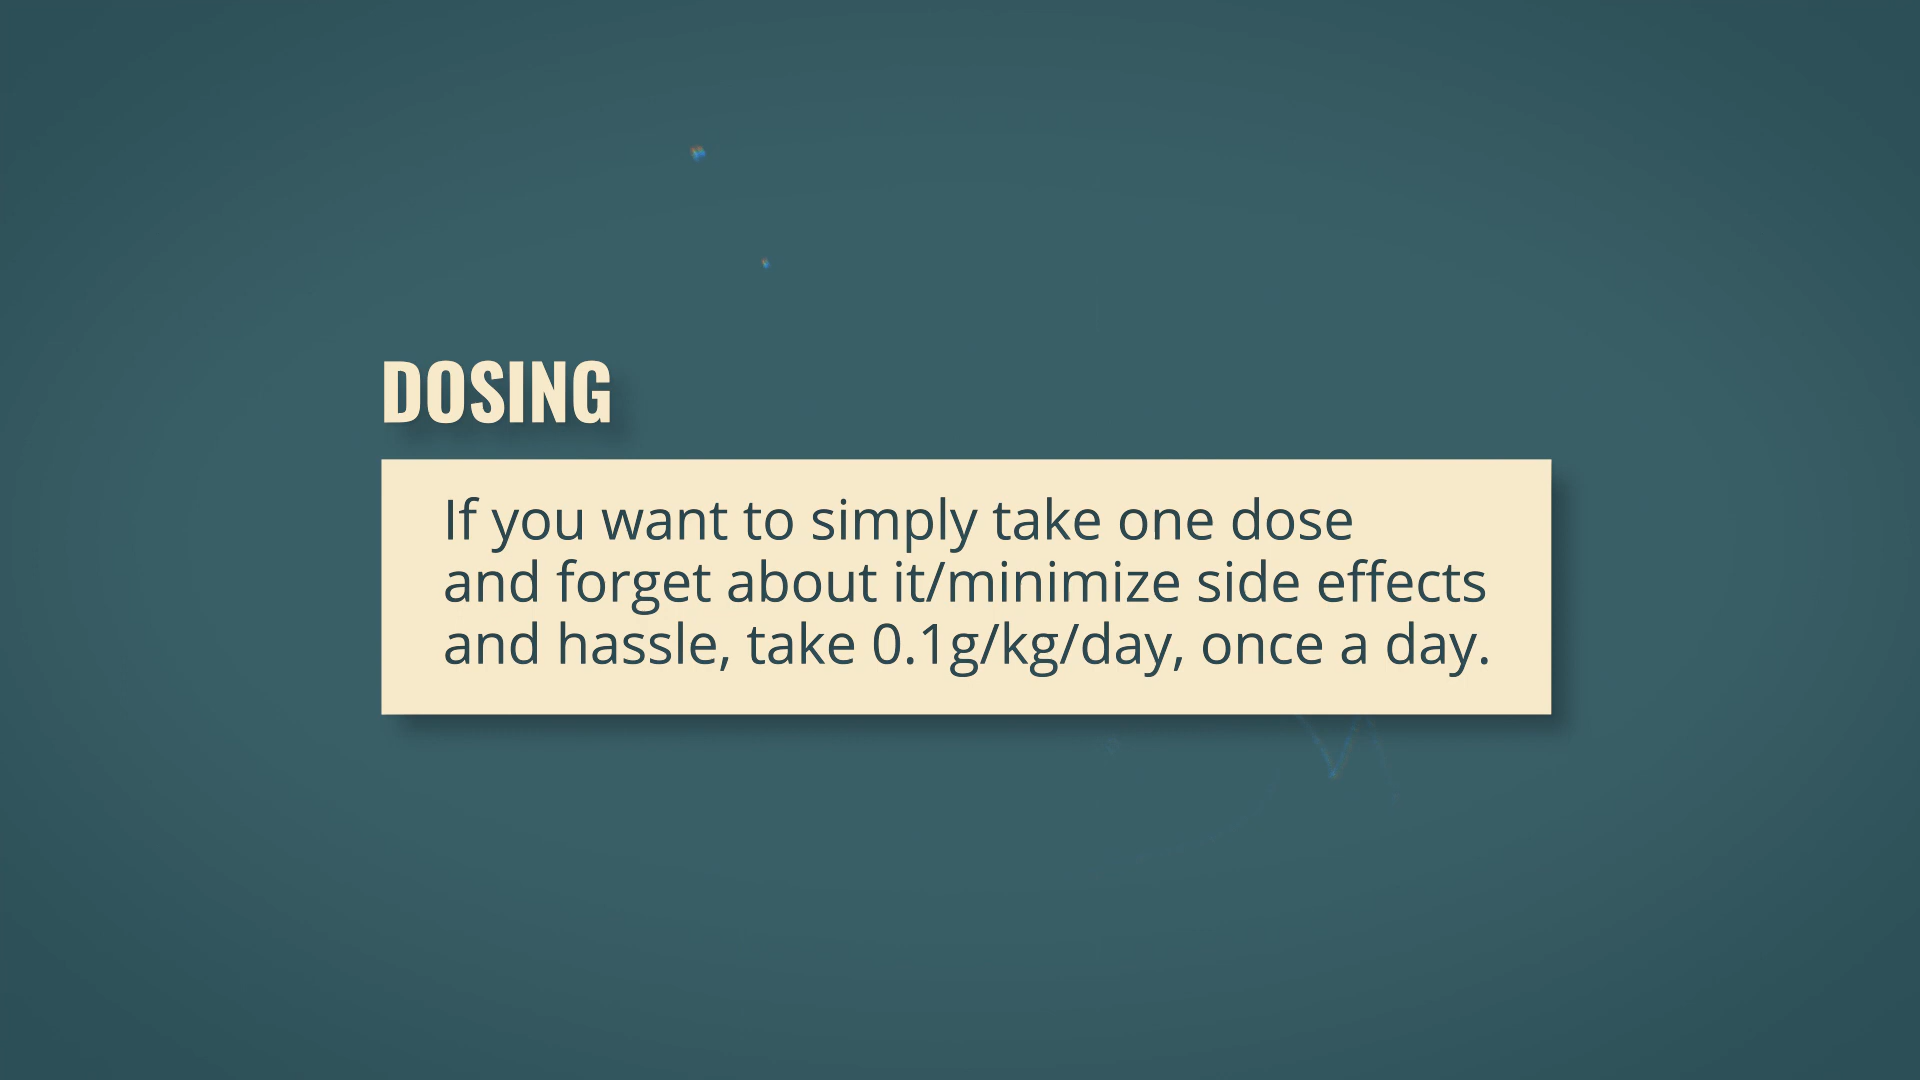 DOSING
If you want to simply take one dose
and forget about it/minimize side effects
and hassle, take 0.1g/kg/day, once a day.